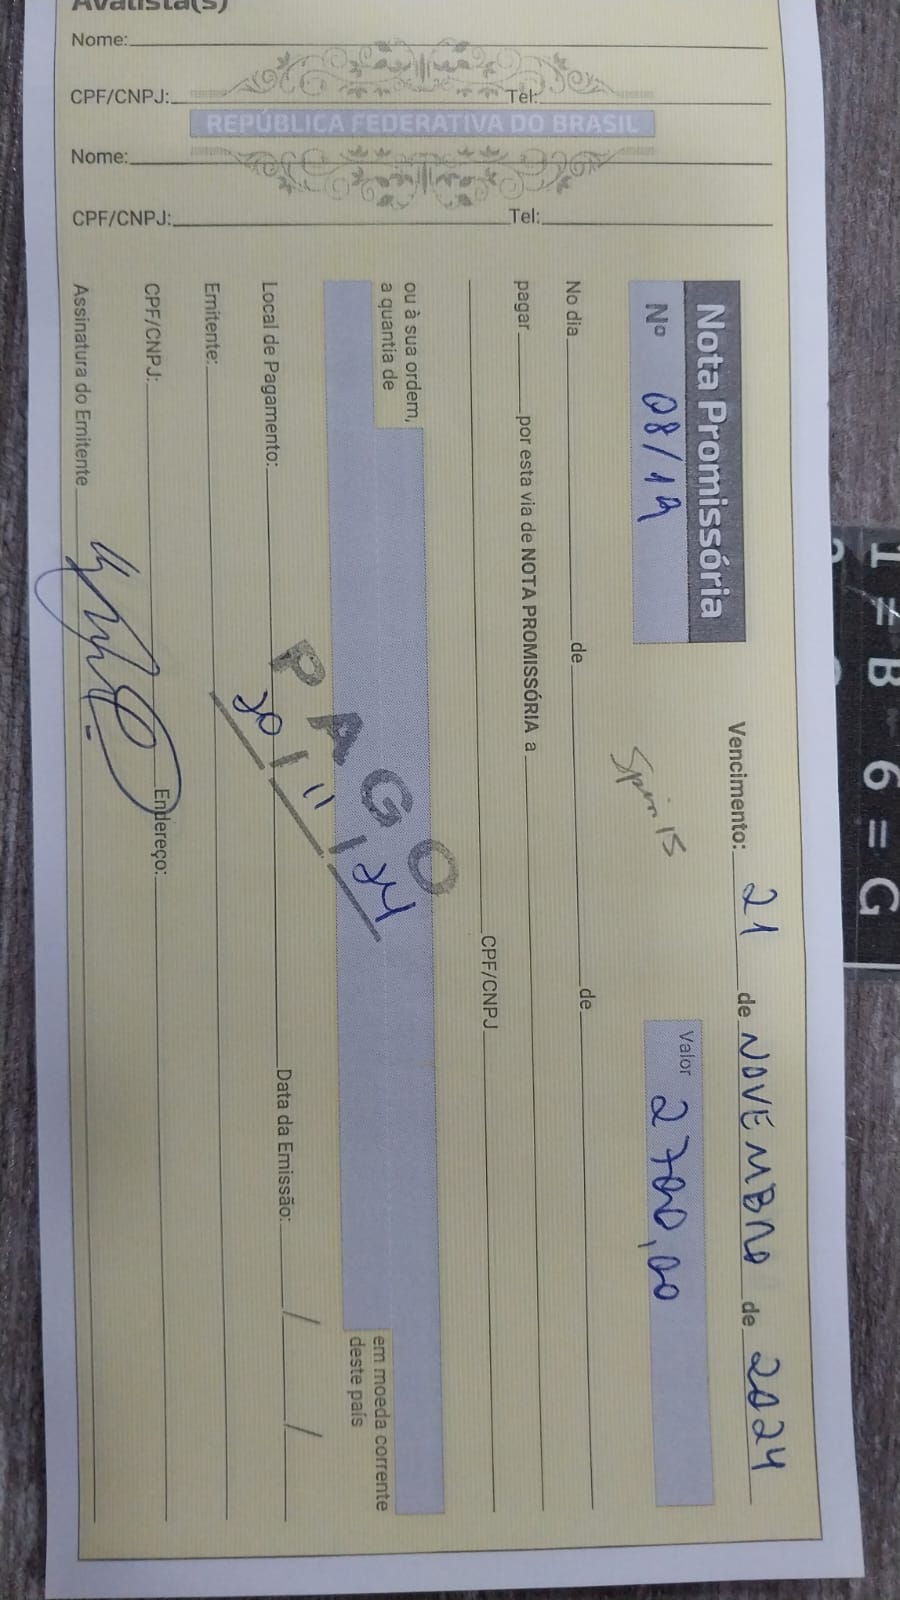 Avalista(s)
Nome:
CPF/CNPJ: Tel:
REPÚBLICA FEDERATIVA DO BRASIL
Nome:
CPF/CNPJ: Tel:
Nota Promissória
Vencimento: 21 de NOVEMBRO de 2024
Nº 08/19
Spin 15
Valor 2700,00
No dia de de
pagar por esta via de NOTA PROMISSÓRIA a
CPF/CNPJ
ou à sua ordem,
a quantia de
em moeda corrente
deste país
PAGO
30/11/24
Local de Pagamento: Data da Emissão: / /
Emitente:
CPF/CNPJ: Endereço:
Assinatura do Emitente
1 = B - 6 = G